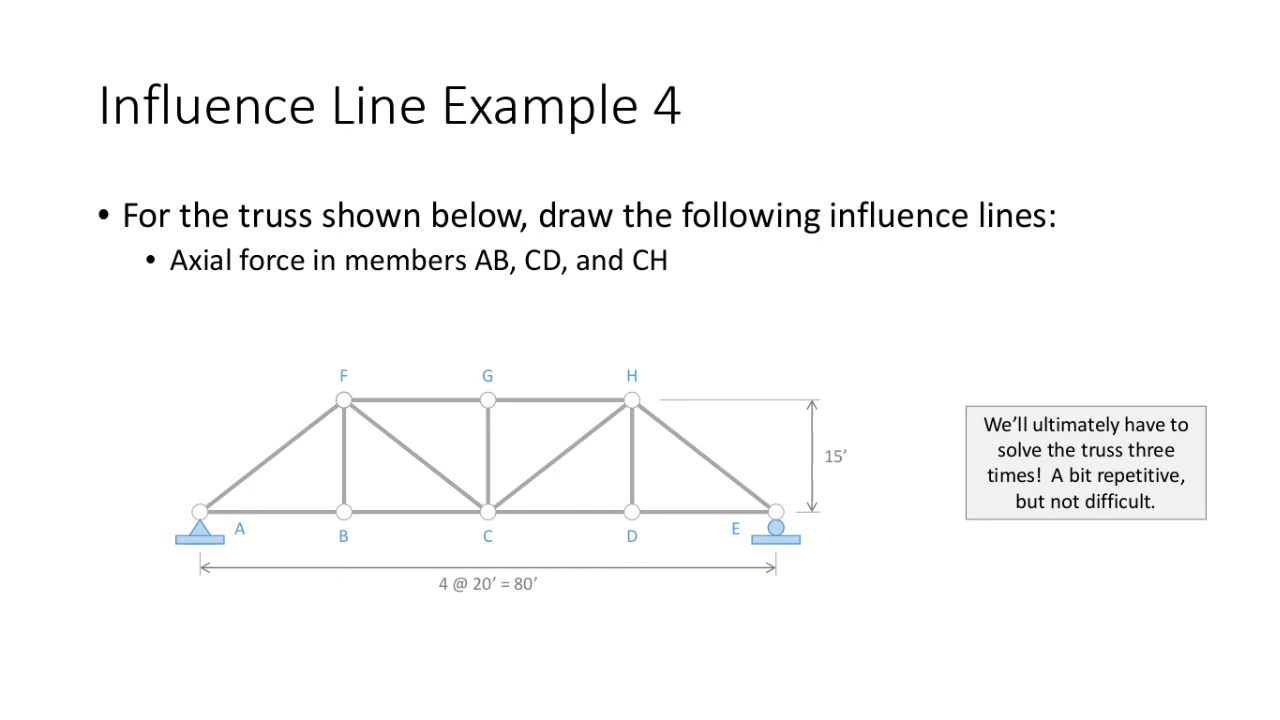 Influence Line Example 4
• For the truss shown below, draw the following influence lines:
• Axial force in members AB, CD, and CH
F
G
H
15’
We’ll ultimately have to
solve the truss three
times! A bit repetitive,
but not difficult.
A
B
C
D
E
4 @ 20’ = 80’